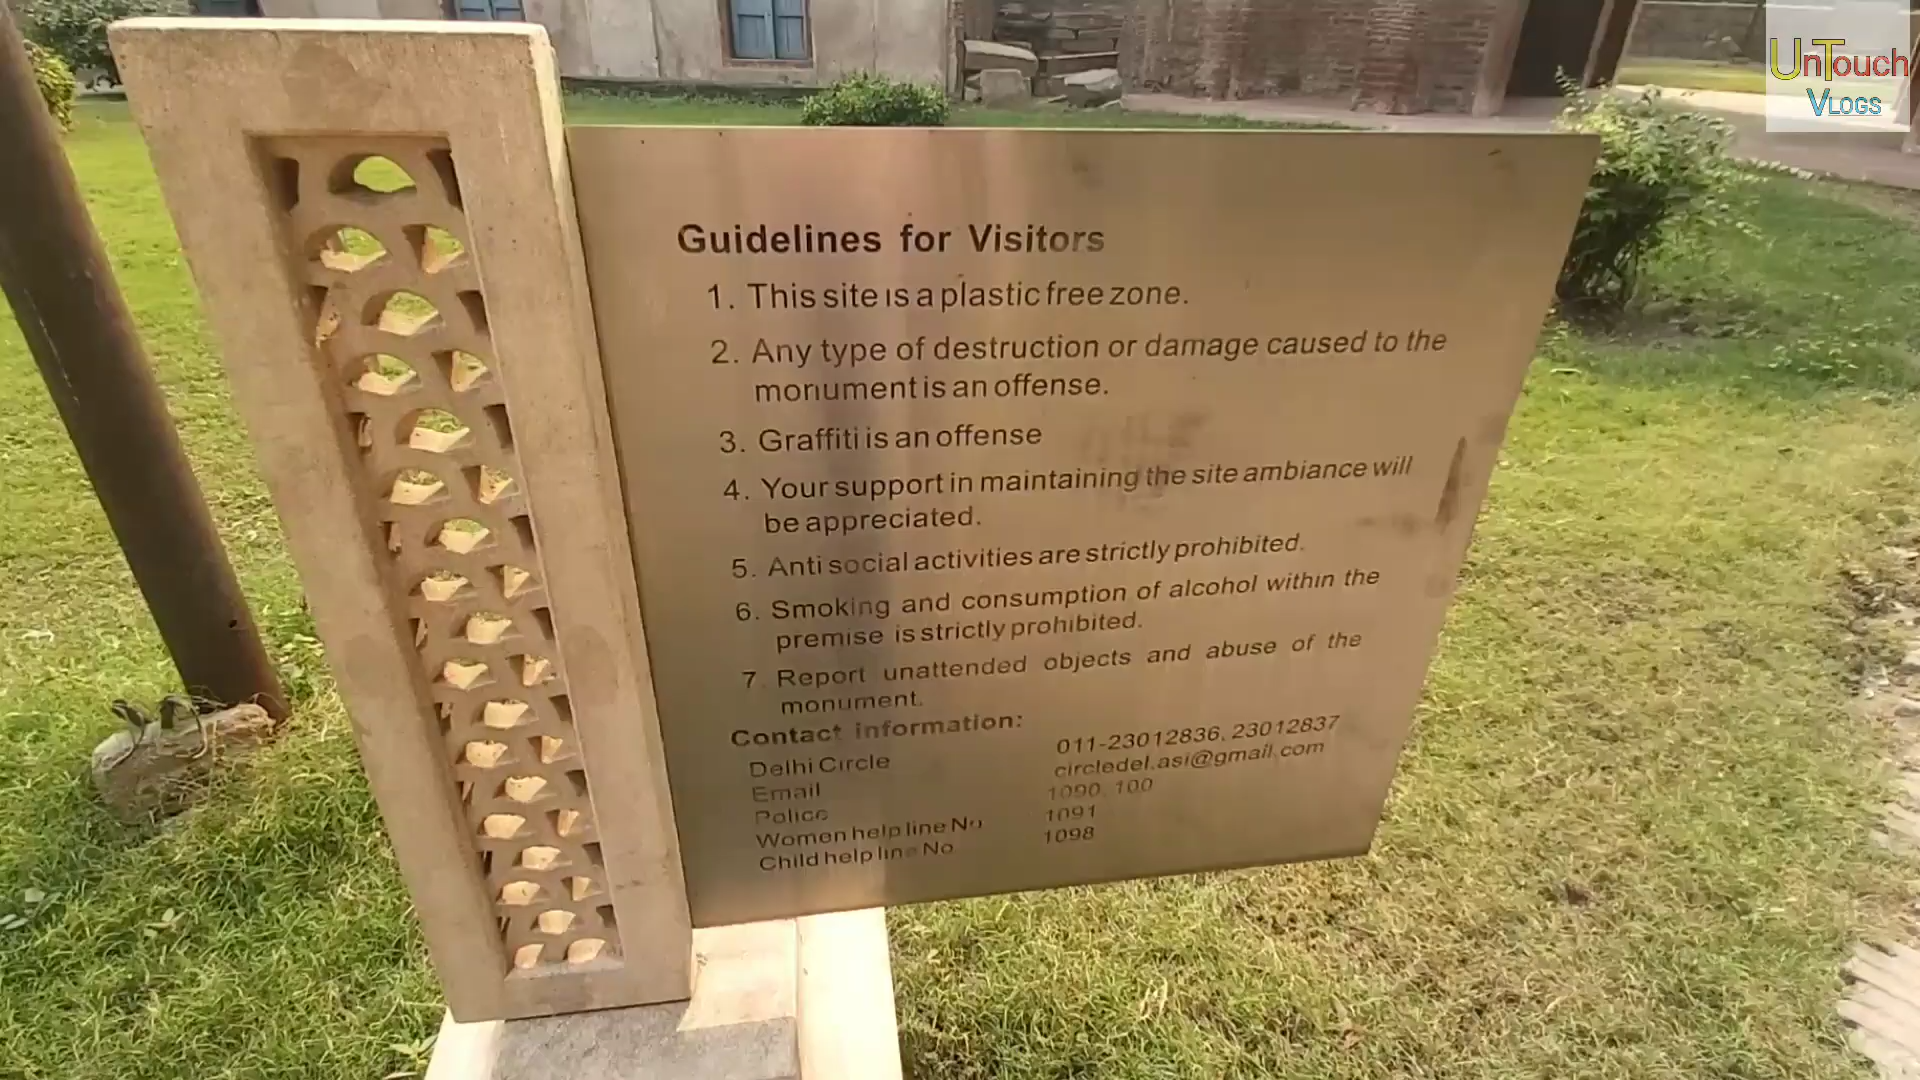 UnTouch
Vlogs
Guidelines for Visitors
1. This site is a plastic free zone.
2. Any type of destruction or damage caused to the
monument is an offense.
3. Graffiti is an offense
4. Your support in maintaining the site ambiance will
be appreciated.
5. Anti social activities are strictly prohibited.
6. Smoking and consumption of alcohol within the
premise is strictly prohibited.
7 Report unattended objects and abuse of the
monument.
Contact information:
Delhi Circle 011-23012836, 23012837
Email circledel.asi@gmail.com
Police 1090, 100
Women help line No 1091
Child help line No 1098